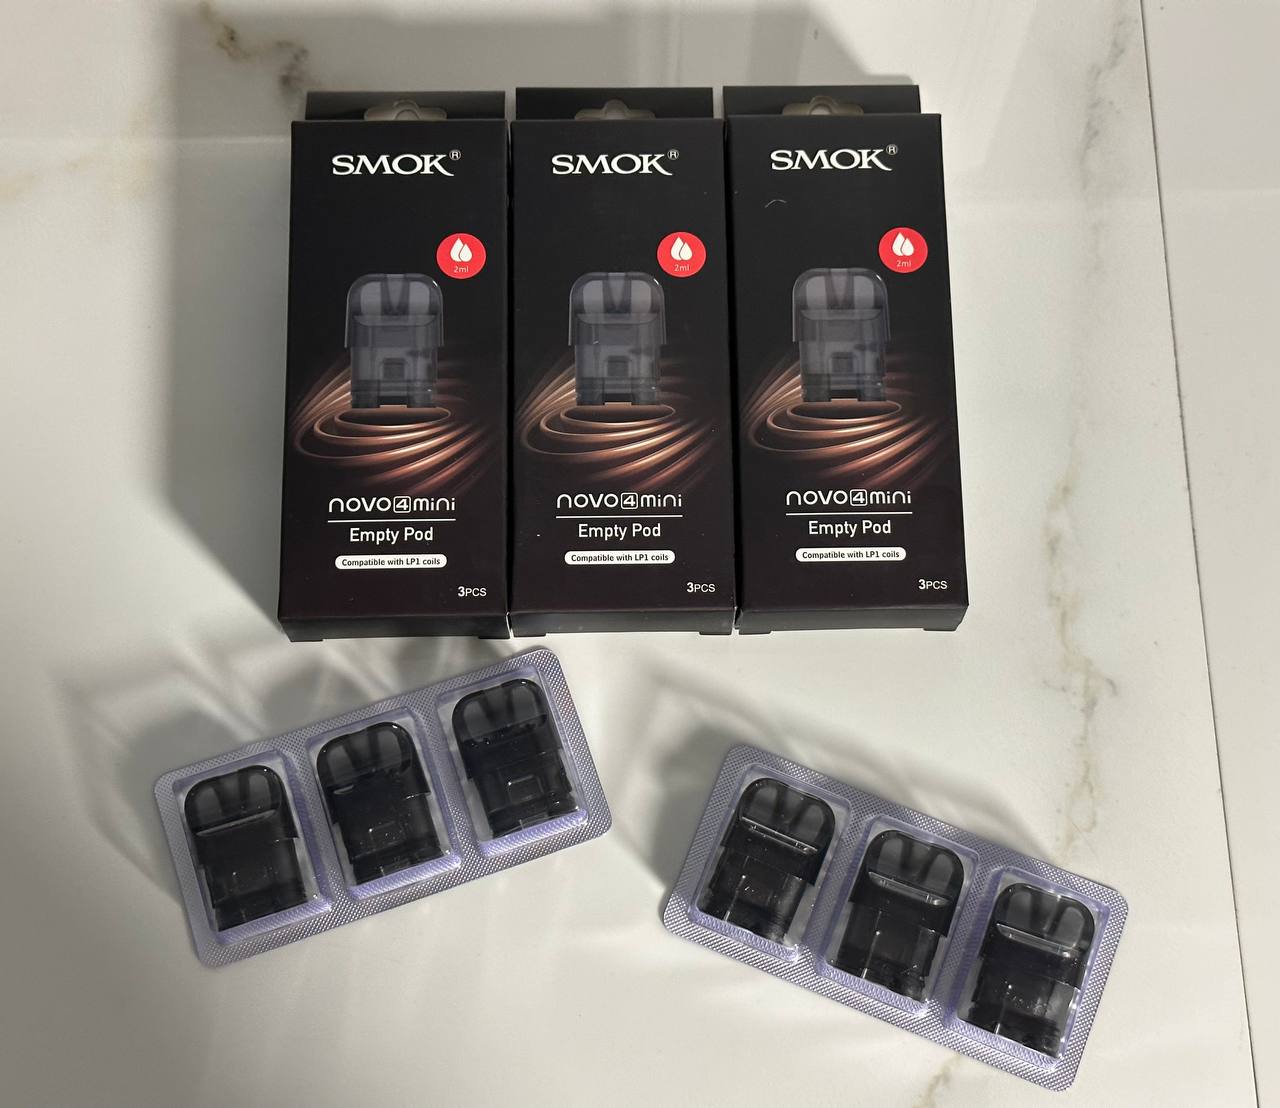 SMOK®
2ml
novo4mini
Empty Pod
Compatible with LP1 coils
3PCS
SMOK®
2ml
novo4mini
Empty Pod
Compatible with LP1 coils
3PCS
SMOK®
2ml
novo4mini
Empty Pod
Compatible with LP1 coils
3PCS